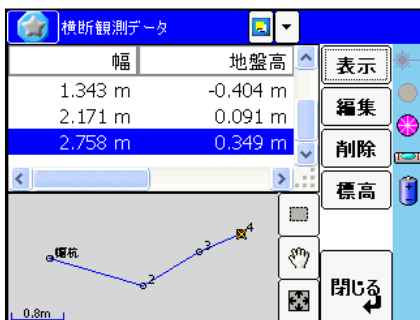 横断観測データ
幅 地盤高
1.343 m -0.404 m
2.171 m 0.091 m
2.758 m 0.349 m
表示
編集
削除
標高
閉じる
幅杭
2
3
4
0.8m